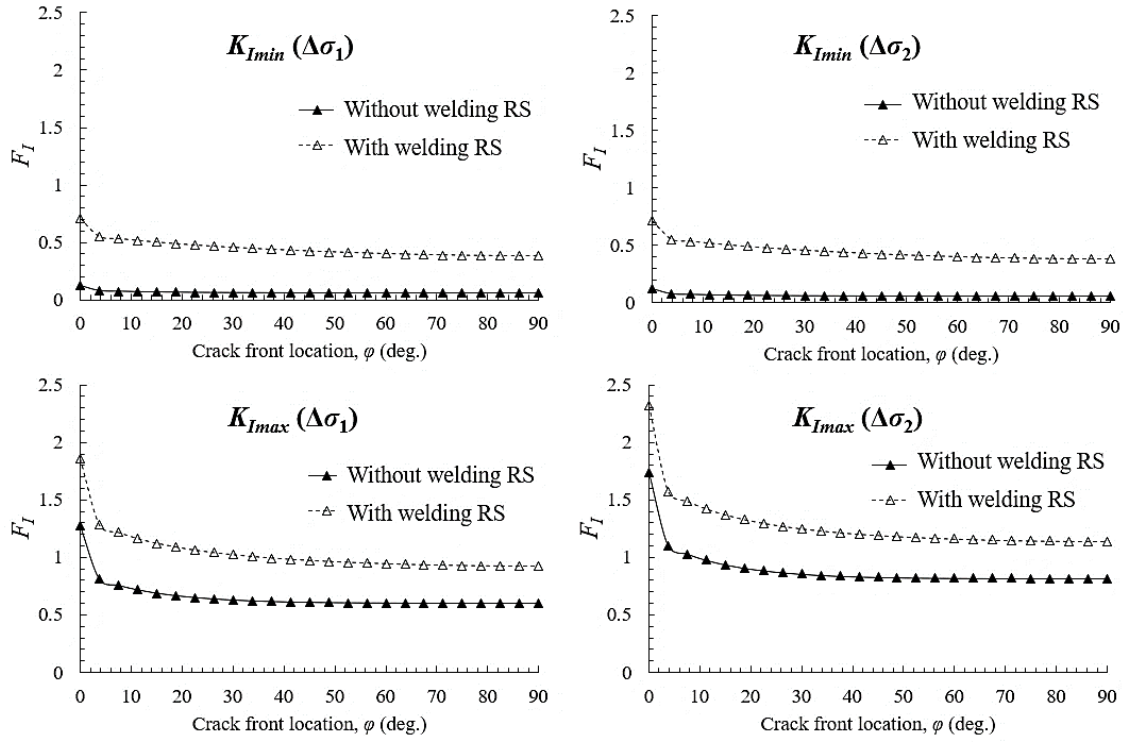 2.5
K_Imin (Δσ₁)
2
Without welding RS
1.5
With welding RS
F_I
1
0.5
0
0 10 20 30 40 50 60 70 80 90
Crack front location, φ (deg.)
2.5
K_Imin (Δσ₂)
2
Without welding RS
1.5
With welding RS
F_I
1
0.5
0
0 10 20 30 40 50 60 70 80 90
Crack front location, φ (deg.)
2.5
K_Imax (Δσ₁)
2
Without welding RS
1.5
With welding RS
F_I
1
0.5
0
0 10 20 30 40 50 60 70 80 90
Crack front location, φ (deg.)
2.5
K_Imax (Δσ₂)
2
Without welding RS
1.5
With welding RS
F_I
1
0.5
0
0 10 20 30 40 50 60 70 80 90
Crack front location, φ (deg.)